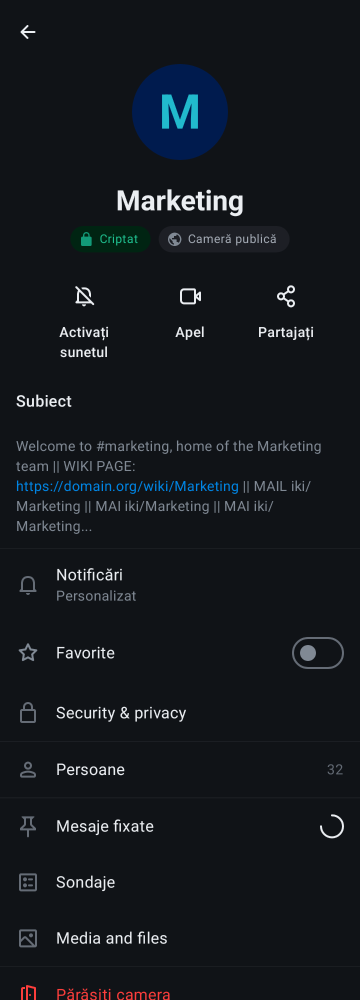 M
Marketing
Criptat
Cameră publică
Activați
sunetul
Apel
Partajați
Subiect
Welcome to #marketing, home of the Marketing
team || WIKI PAGE:
https://domain.org/wiki/Marketing || MAIL iki/
Marketing || MAI iki/Marketing || MAI iki/
Marketing...
Notificări
Personalizat
Favorite
Security & privacy
Persoane
32
Mesaje fixate
Sondaje
Media and files
Părăsiți camera